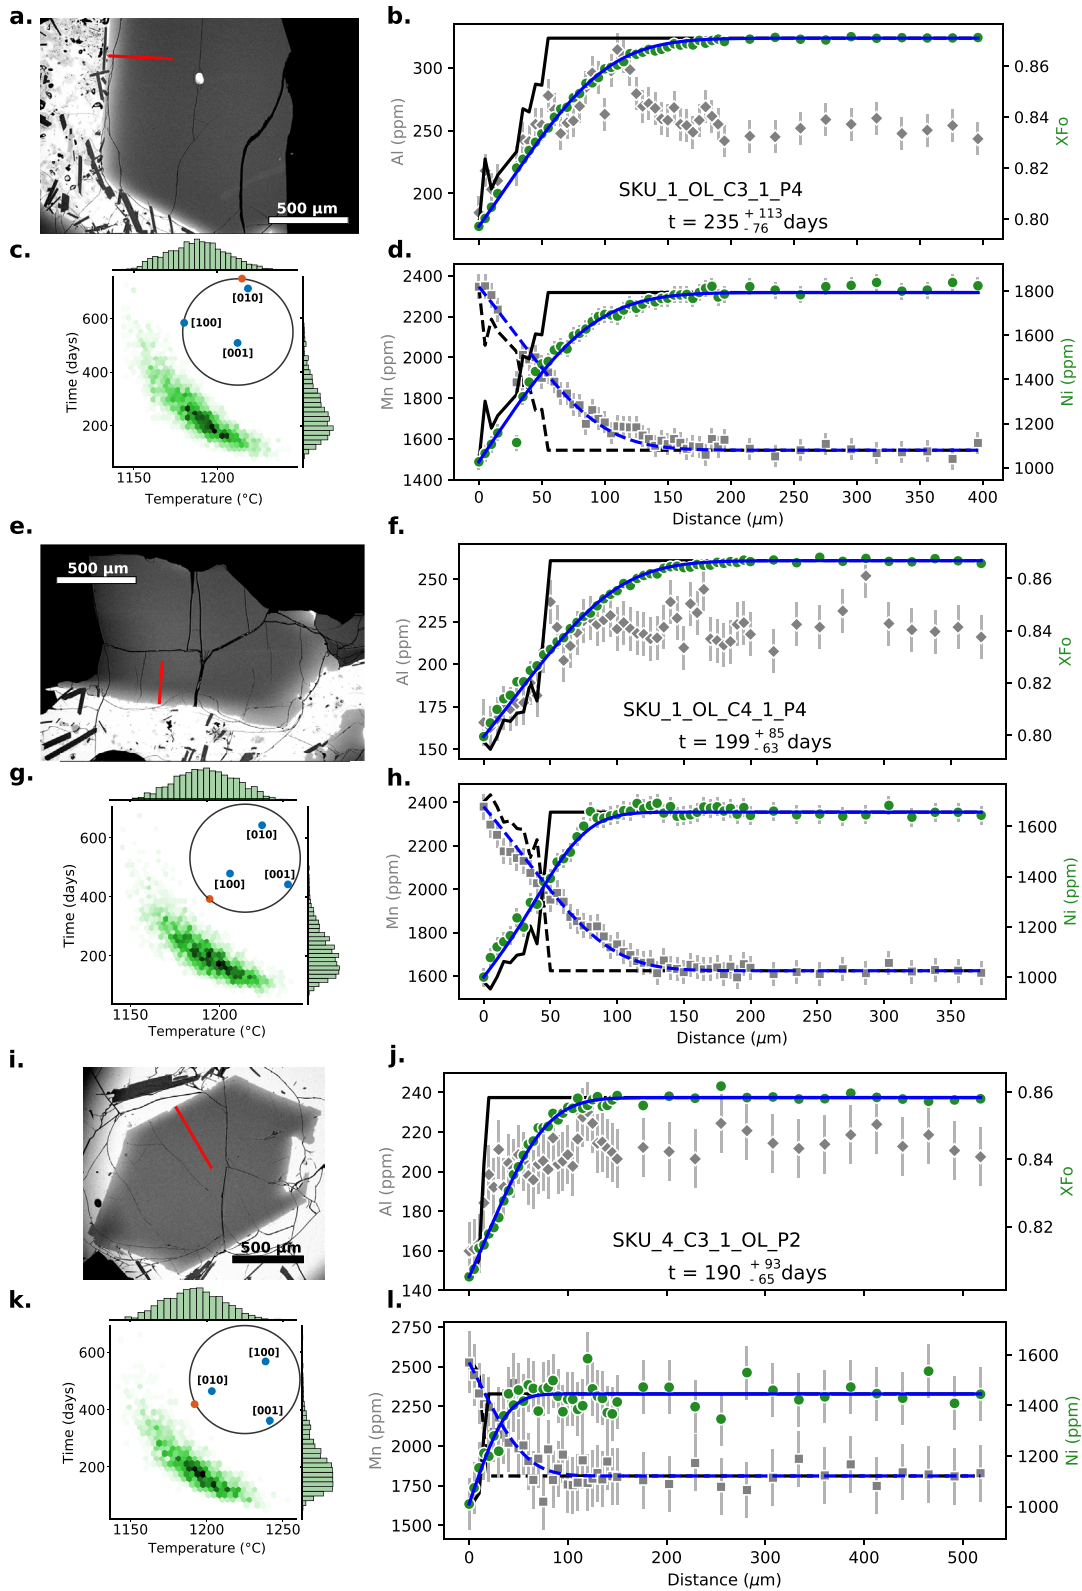 a.
500 µm
b.
300
250
200
Al (ppm)
0.86
0.84
0.82
0.80
XFo
SKU_1_OL_C3_1_P4
t = 235 + 113 - 76 days
c.
600
400
200
Time (days)
[010]
[100]
[001]
1150
1200
Temperature (°C)
d.
2400
2200
2000
1800
1600
1400
Mn (ppm)
1800
1600
1400
1200
1000
Ni (ppm)
0 50 100 150 200 250 300 350 400
Distance (µm)
e.
500 µm
f.
250
225
200
175
150
Al (ppm)
0.86
0.84
0.82
0.80
XFo
SKU_1_OL_C4_1_P4
t = 199 + 85 - 63 days
g.
600
400
200
Time (days)
[010]
[100]
[001]
1150
1200
Temperature (°C)
h.
2400
2200
2000
1800
1600
Mn (ppm)
1600
1400
1200
1000
Ni (ppm)
0 50 100 150 200 250 300 350
Distance (µm)
i.
500 µm
j.
240
220
200
180
160
140
Al (ppm)
0.86
0.84
0.82
XFo
SKU_4_C3_1_OL_P2
t = 190 + 93 - 65 days
k.
600
400
200
Time (days)
[100]
[010]
[001]
1150
1200
1250
Temperature (°C)
l.
2750
2500
2250
2000
1750
1500
Mn (ppm)
1600
1400
1200
1000
Ni (ppm)
0 100 200 300 400 500
Distance (µm)